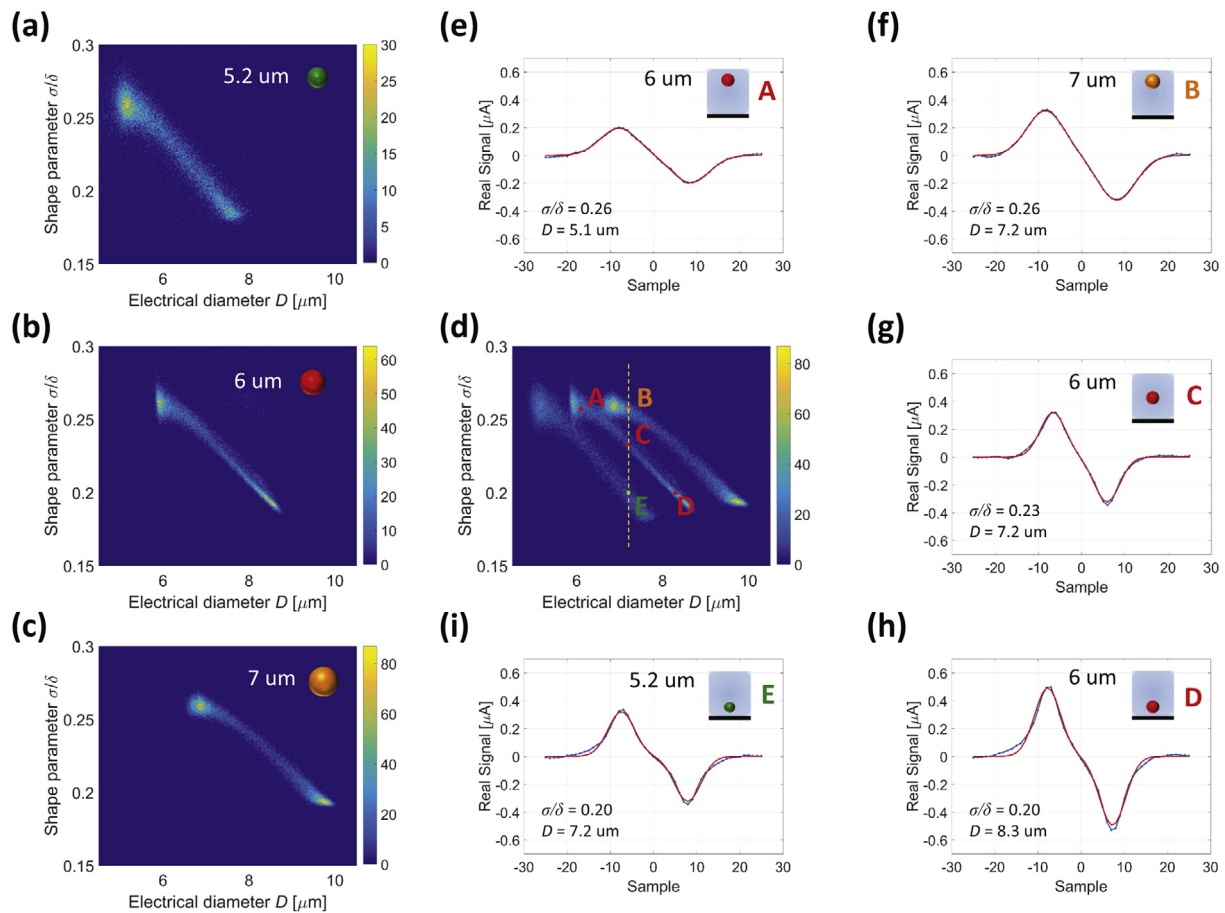 (a)
0.3
0.25
0.2
0.15
Shape parameter σ/δ
5.2 um
6
8
10
Electrical diameter D [μm]
30
25
20
15
10
5
0
(e)
0.6
0.4
0.2
0
-0.2
-0.4
-0.6
Real Signal [μA]
6 um
A
σ/δ = 0.26
D = 5.1 um
-30
-20
-10
0
10
20
30
Sample
(f)
0.6
0.4
0.2
0
-0.2
-0.4
-0.6
Real Signal [μA]
7 um
B
σ/δ = 0.26
D = 7.2 um
-30
-20
-10
0
10
20
30
Sample
(b)
0.3
0.25
0.2
0.15
Shape parameter σ/δ
6 um
6
8
10
Electrical diameter D [μm]
60
50
40
30
20
10
0
(d)
0.3
0.25
0.2
0.15
Shape parameter σ/δ
A
B
C
D
E
6
8
10
Electrical diameter D [μm]
80
60
40
20
0
(g)
0.6
0.4
0.2
0
-0.2
-0.4
-0.6
Real Signal [μA]
6 um
C
σ/δ = 0.23
D = 7.2 um
-30
-20
-10
0
10
20
30
Sample
(c)
0.3
0.25
0.2
0.15
Shape parameter σ/δ
7 um
6
8
10
Electrical diameter D [μm]
80
60
40
20
0
(i)
0.6
0.4
0.2
0
-0.2
-0.4
-0.6
Real Signal [μA]
5.2 um
E
σ/δ = 0.20
D = 7.2 um
-30
-20
-10
0
10
20
30
Sample
(h)
0.6
0.4
0.2
0
-0.2
-0.4
-0.6
Real Signal [μA]
6 um
D
σ/δ = 0.20
D = 8.3 um
-30
-20
-10
0
10
20
30
Sample